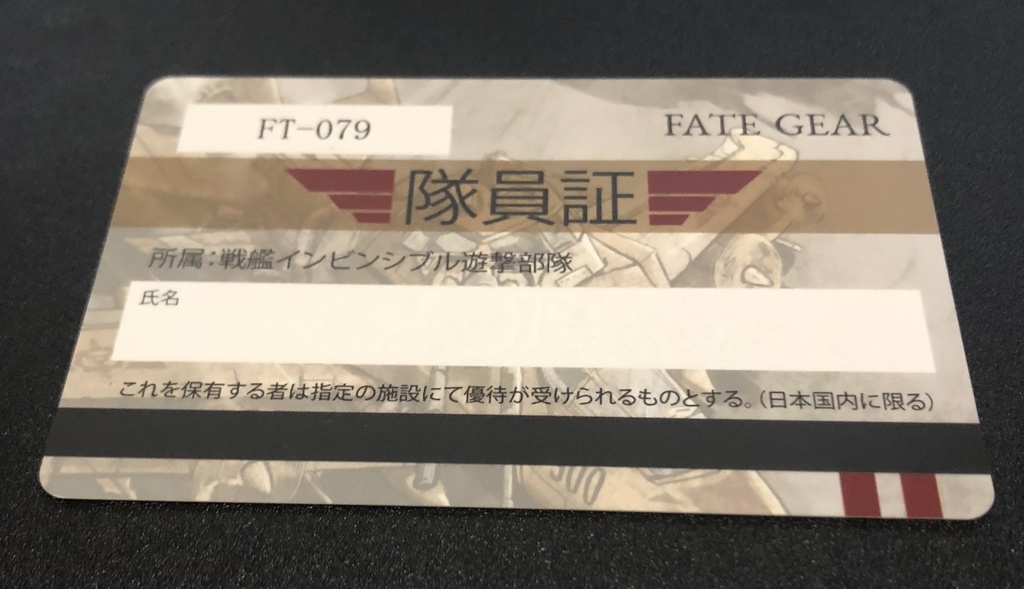 FT-079
FATE GEAR
隊員証
所属：戦艦インビンシブル遊撃部隊
氏名
これを保有する者は指定の施設にて優待が受けられるものとする。（日本国内に限る）
500